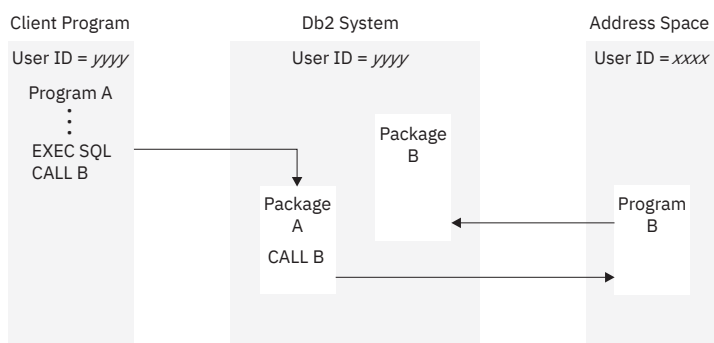 Client Program
User ID = yyyy
Program A
EXEC SQL
CALL B
Db2 System
User ID = yyyy
Package
B
Package
A
CALL B
Address Space
User ID = xxxx
Program
B